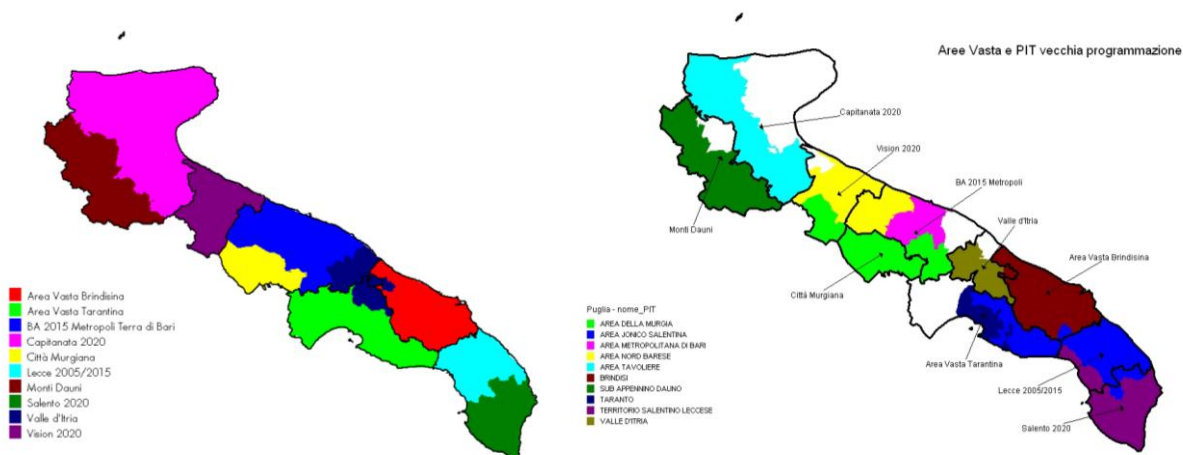 Area Vasta Brindisina
Area Vasta Tarantina
BA 2015 Metropoli Terra di Bari
Capitanata 2020
Città Murgiana
Lecce 2005/2015
Monti Dauni
Salento 2020
Valle d'Itria
Vision 2020
Aree Vasta e PIT vecchia programmazione
Capitanata 2020
Vision 2020
BA 2015 Metropoli
Valle d'Itria
Monti Dauni
Area Vasta Brindisina
Città Murgiana
Area Vasta Tarantina
Lecce 2005/2015
Salento 2020
Puglia - nome_PIT
AREA DELLA MURGIA
AREA JONICO SALENTINA
AREA METROPOLITANA DI BARI
AREA NORD BARESE
AREA TAVOLIERE
BRINDISI
SUB APPENNINO DAUNO
TARANTO
TERRITORIO SALENTINO LECCESE
VALLE D'ITRIA